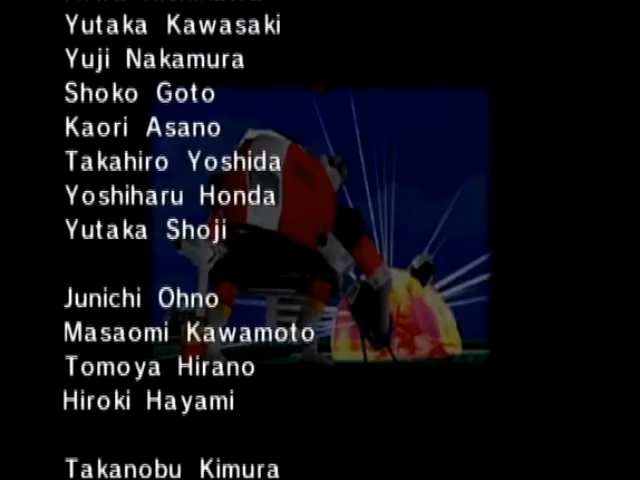 Yutaka Kawasaki
Yuji Nakamura
Shoko Goto
Kaori Asano
Takahiro Yoshida
Yoshiharu Honda
Yutaka Shoji
Junichi Ohno
Masaomi Kawamoto
Tomoya Hirano
Hiroki Hayami
Takanobu Kimura